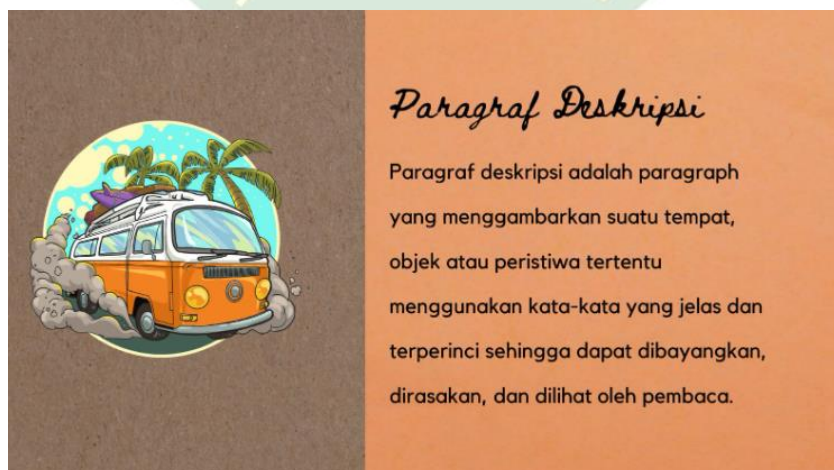 Paragraf Deskripsi
Paragraf deskripsi adalah paragraph
yang menggambarkan suatu tempat,
objek atau peristiwa tertentu
menggunakan kata-kata yang jelas dan
terperinci sehingga dapat dibayangkan,
dirasakan, dan dilihat oleh pembaca.